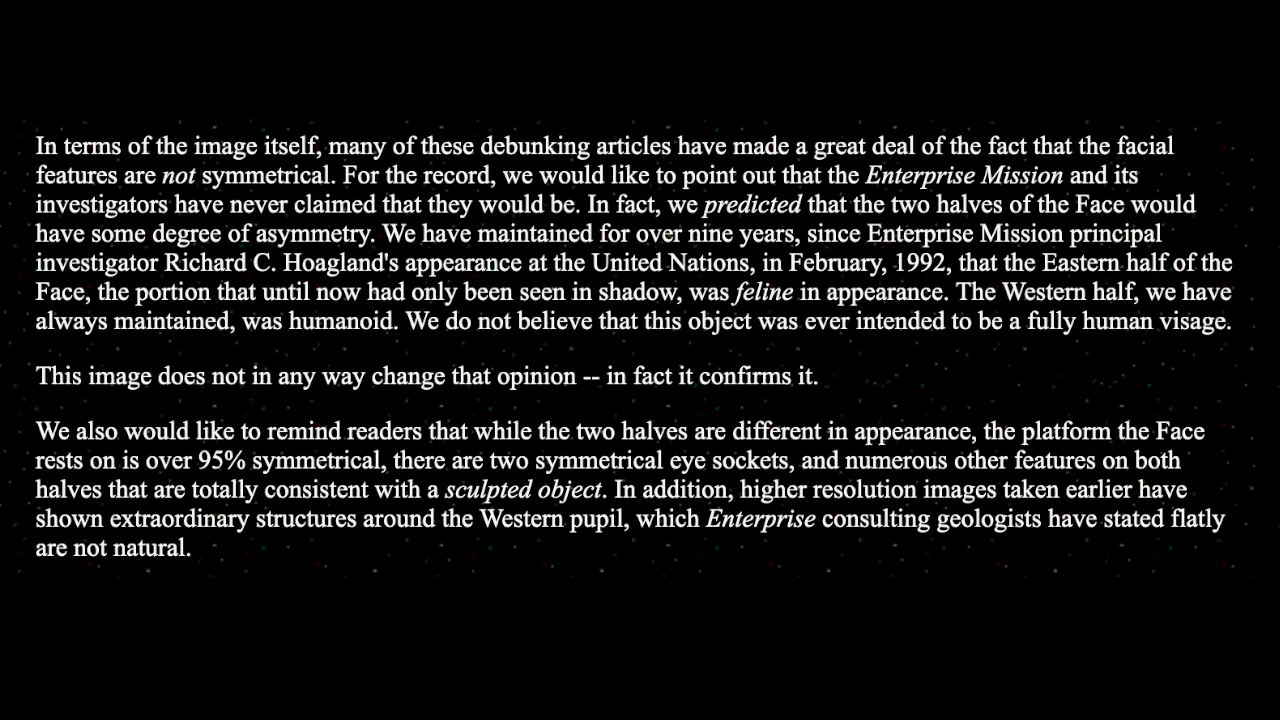 In terms of the image itself, many of these debunking articles have made a great deal of the fact that the facial
features are not symmetrical. For the record, we would like to point out that the Enterprise Mission and its
investigators have never claimed that they would be. In fact, we predicted that the two halves of the Face would
have some degree of asymmetry. We have maintained for over nine years, since Enterprise Mission principal
investigator Richard C. Hoagland's appearance at the United Nations, in February, 1992, that the Eastern half of the
Face, the portion that until now had only been seen in shadow, was feline in appearance. The Western half, we have
always maintained, was humanoid. We do not believe that this object was ever intended to be a fully human visage.
This image does not in any way change that opinion -- in fact it confirms it.
We also would like to remind readers that while the two halves are different in appearance, the platform the Face
rests on is over 95% symmetrical, there are two symmetrical eye sockets, and numerous other features on both
halves that are totally consistent with a sculpted object. In addition, higher resolution images taken earlier have
shown extraordinary structures around the Western pupil, which Enterprise consulting geologists have stated flatly
are not natural.